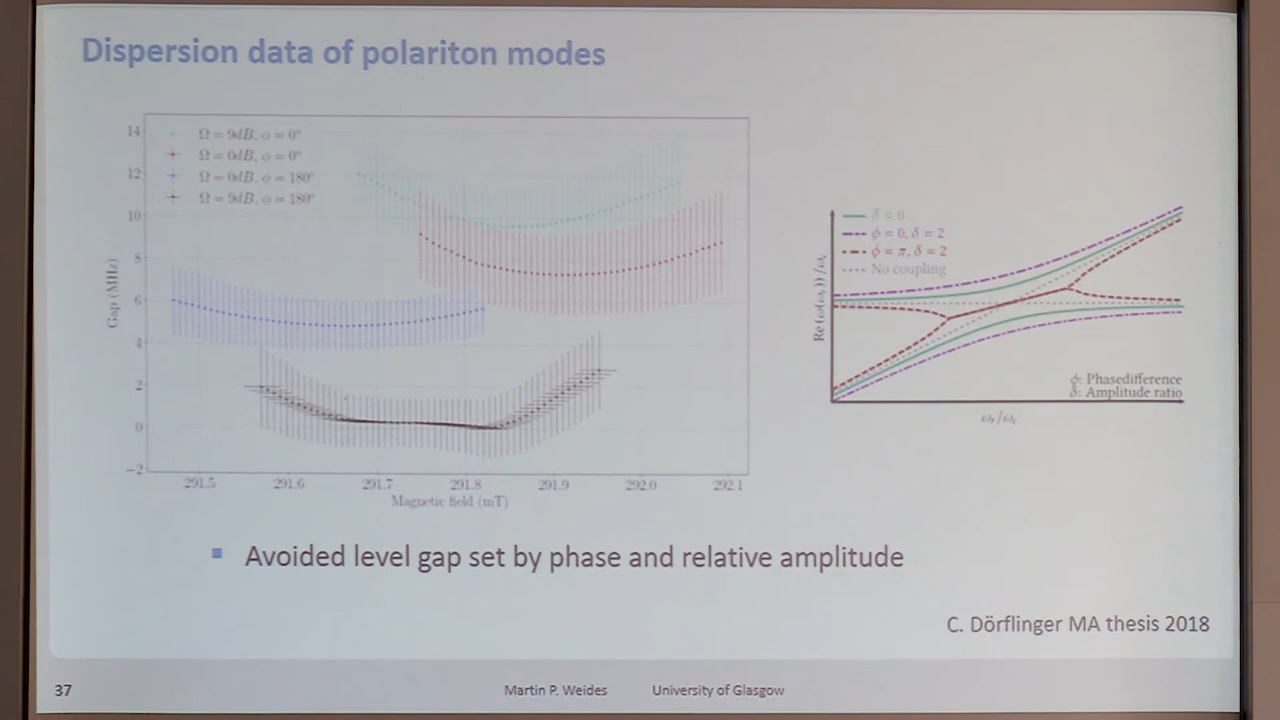 Dispersion data of polariton modes
14
12
10
8
6
4
2
0
−2
Gap (MHz)
Ω = 9dB, φ = 0°
Ω = 0dB, φ = 0°
Ω = 0dB, φ = 180°
Ω = 9dB, φ = 180°
291.5 291.6 291.7 291.8 291.9 292.0 292.1
Magnetic field (mT)
δ = 0
φ = 0, δ = 2
φ = π, δ = 2
No coupling
φ: Phasedifference
δ: Amplitude ratio
Avoided level gap set by phase and relative amplitude
C. Dörflinger MA thesis 2018
37 Martin P. Weides University of Glasgow